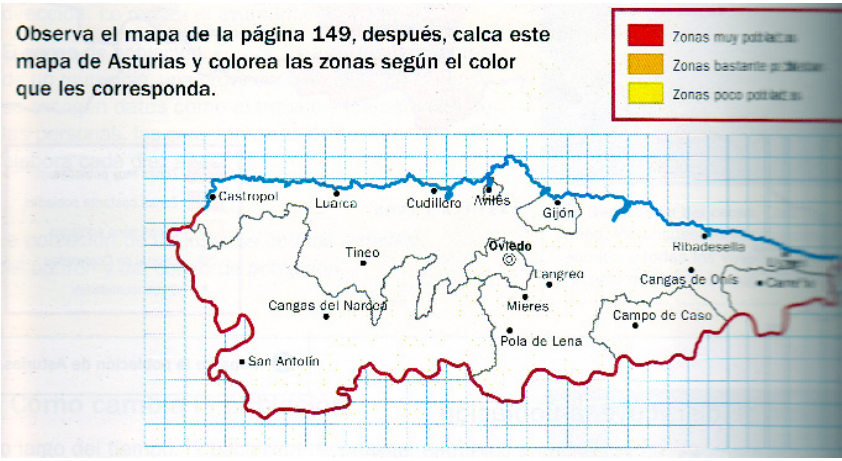 Observa el mapa de la página 149, después, calca este
mapa de Asturias y colorea las zonas según el color
que les corresponda.
Zonas muy pobladas
Zonas bastante pobladas
Zonas poco pobladas
Castropol
Luarca
Cudillero
Avilés
Gijón
Oviedo
Ribadesella
Tineo
Langreo
Cangas de Onís
Cangas del Narcea
Mieres
Campo de Caso
Pola de Lena
San Antolín